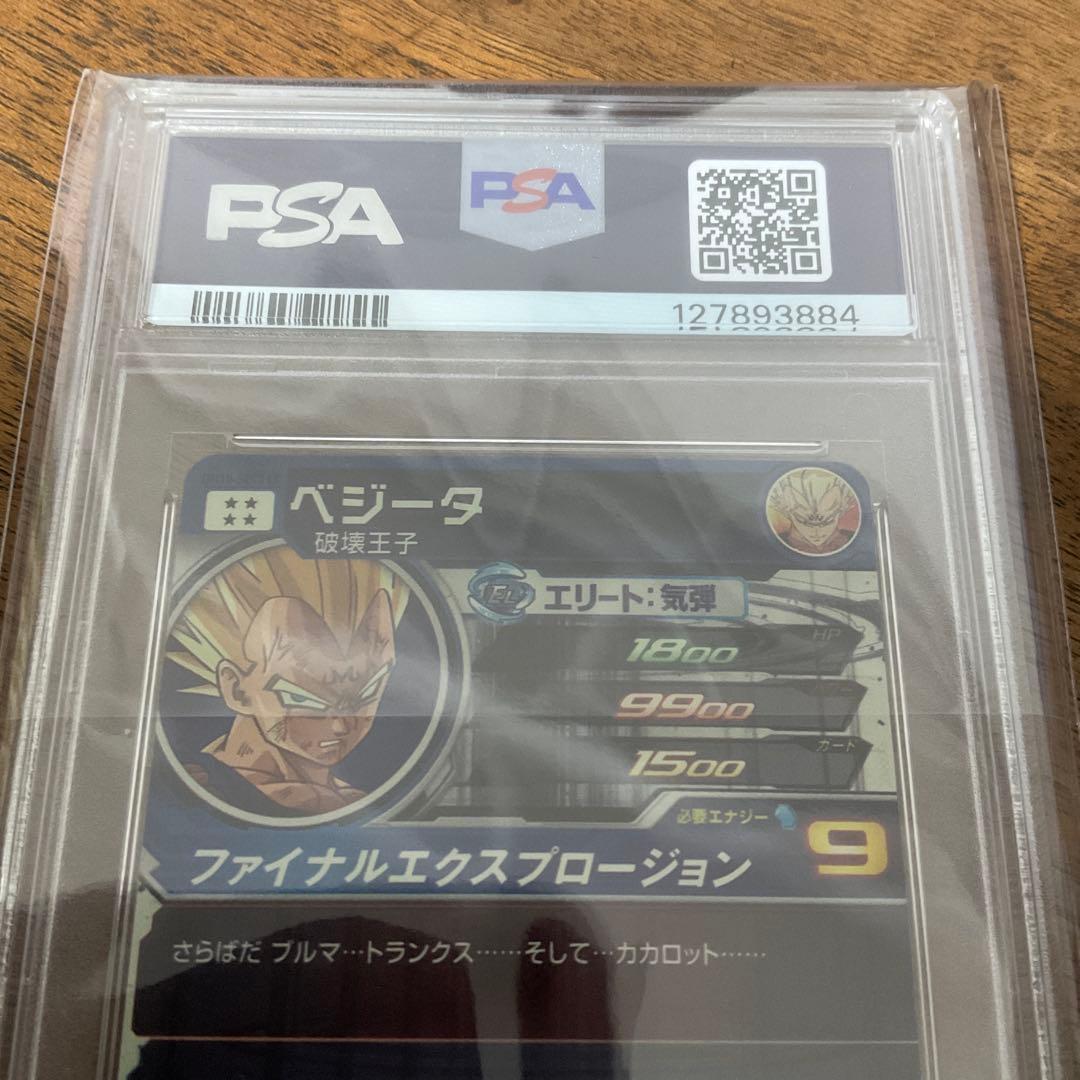 PSA
PSA
127893884
ベジータ
破壊王子
EL
エリート：気弾
HP
1800
9900
1500
カード
必要エナジー
9
ファイナルエクスプロージョン
さらばだ ブルマ…トランクス……そして…カカロット……